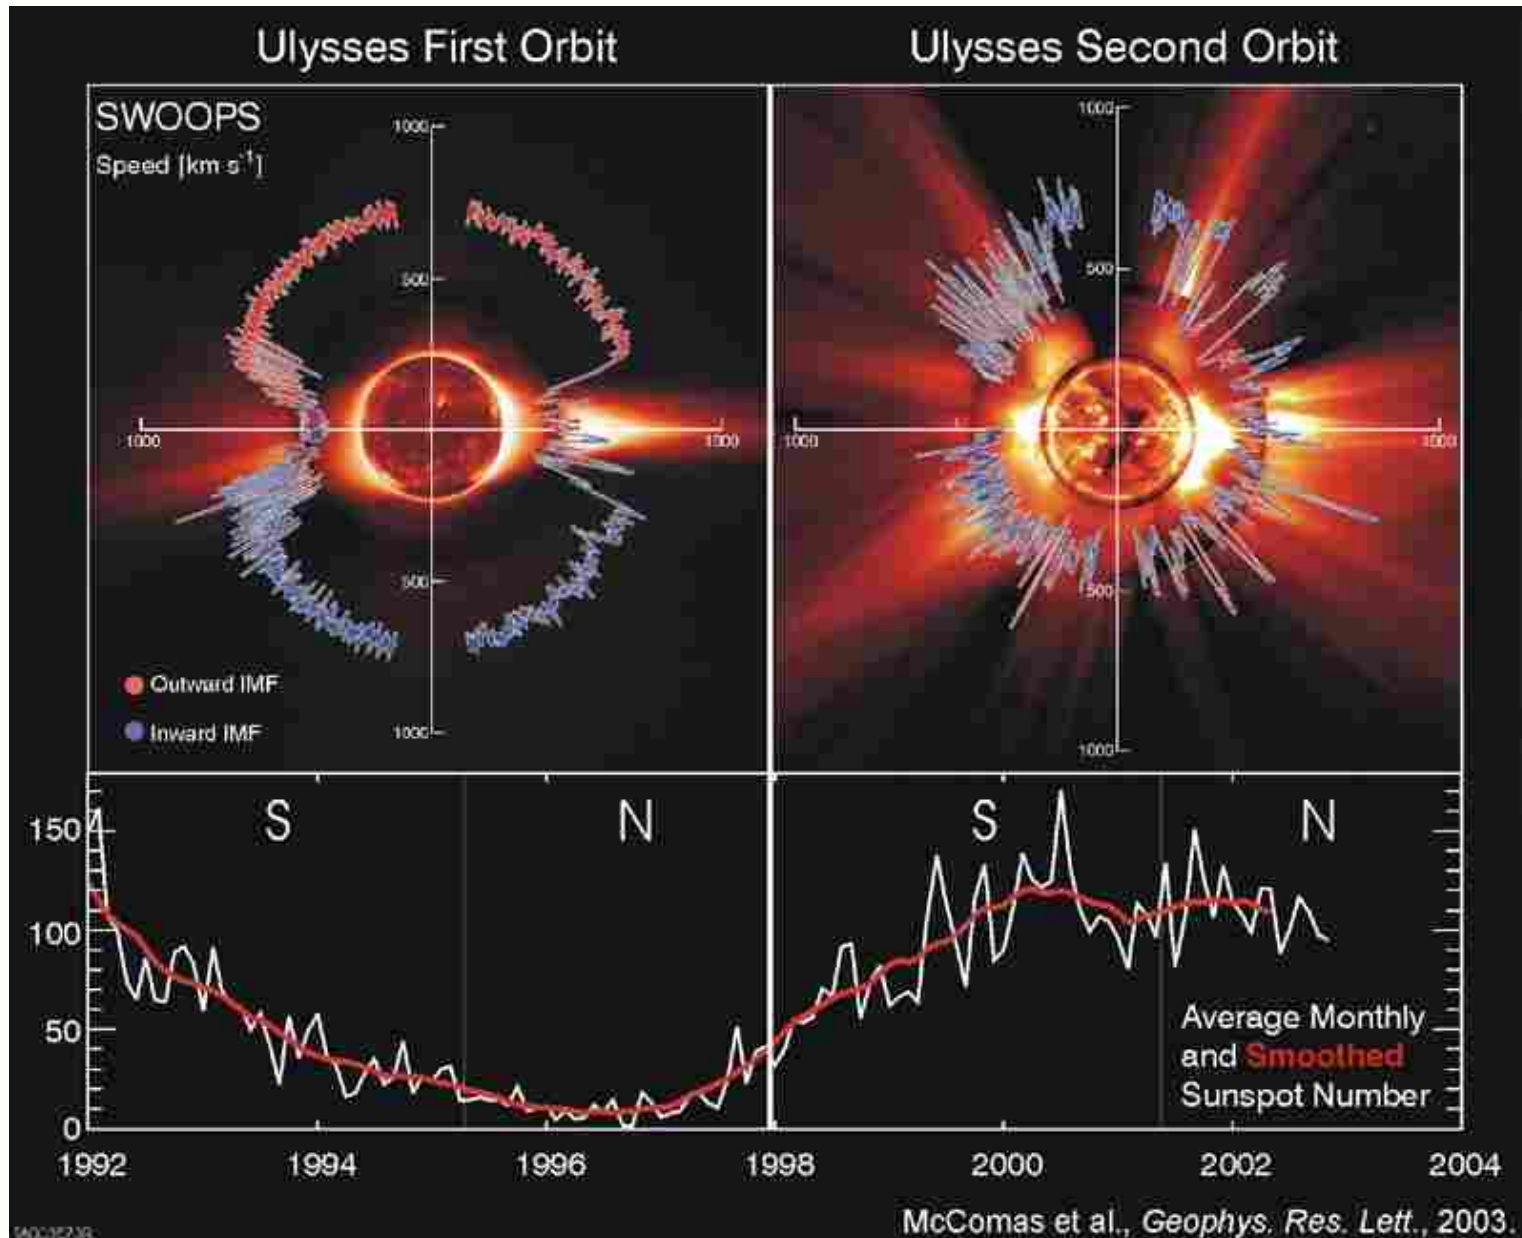 Ulysses First Orbit
Ulysses Second Orbit
SWOOPS
Speed [km s-1]
1000
500
1000
1000
500
1000
1000
500
1000
1000
500
1000
Outward IMF
Inward IMF
S
N
S
N
150
100
50
0
Average Monthly
and Smoothed
Sunspot Number
1992
1994
1996
1998
2000
2002
2004
McComas et al., Geophys. Res. Lett., 2003.